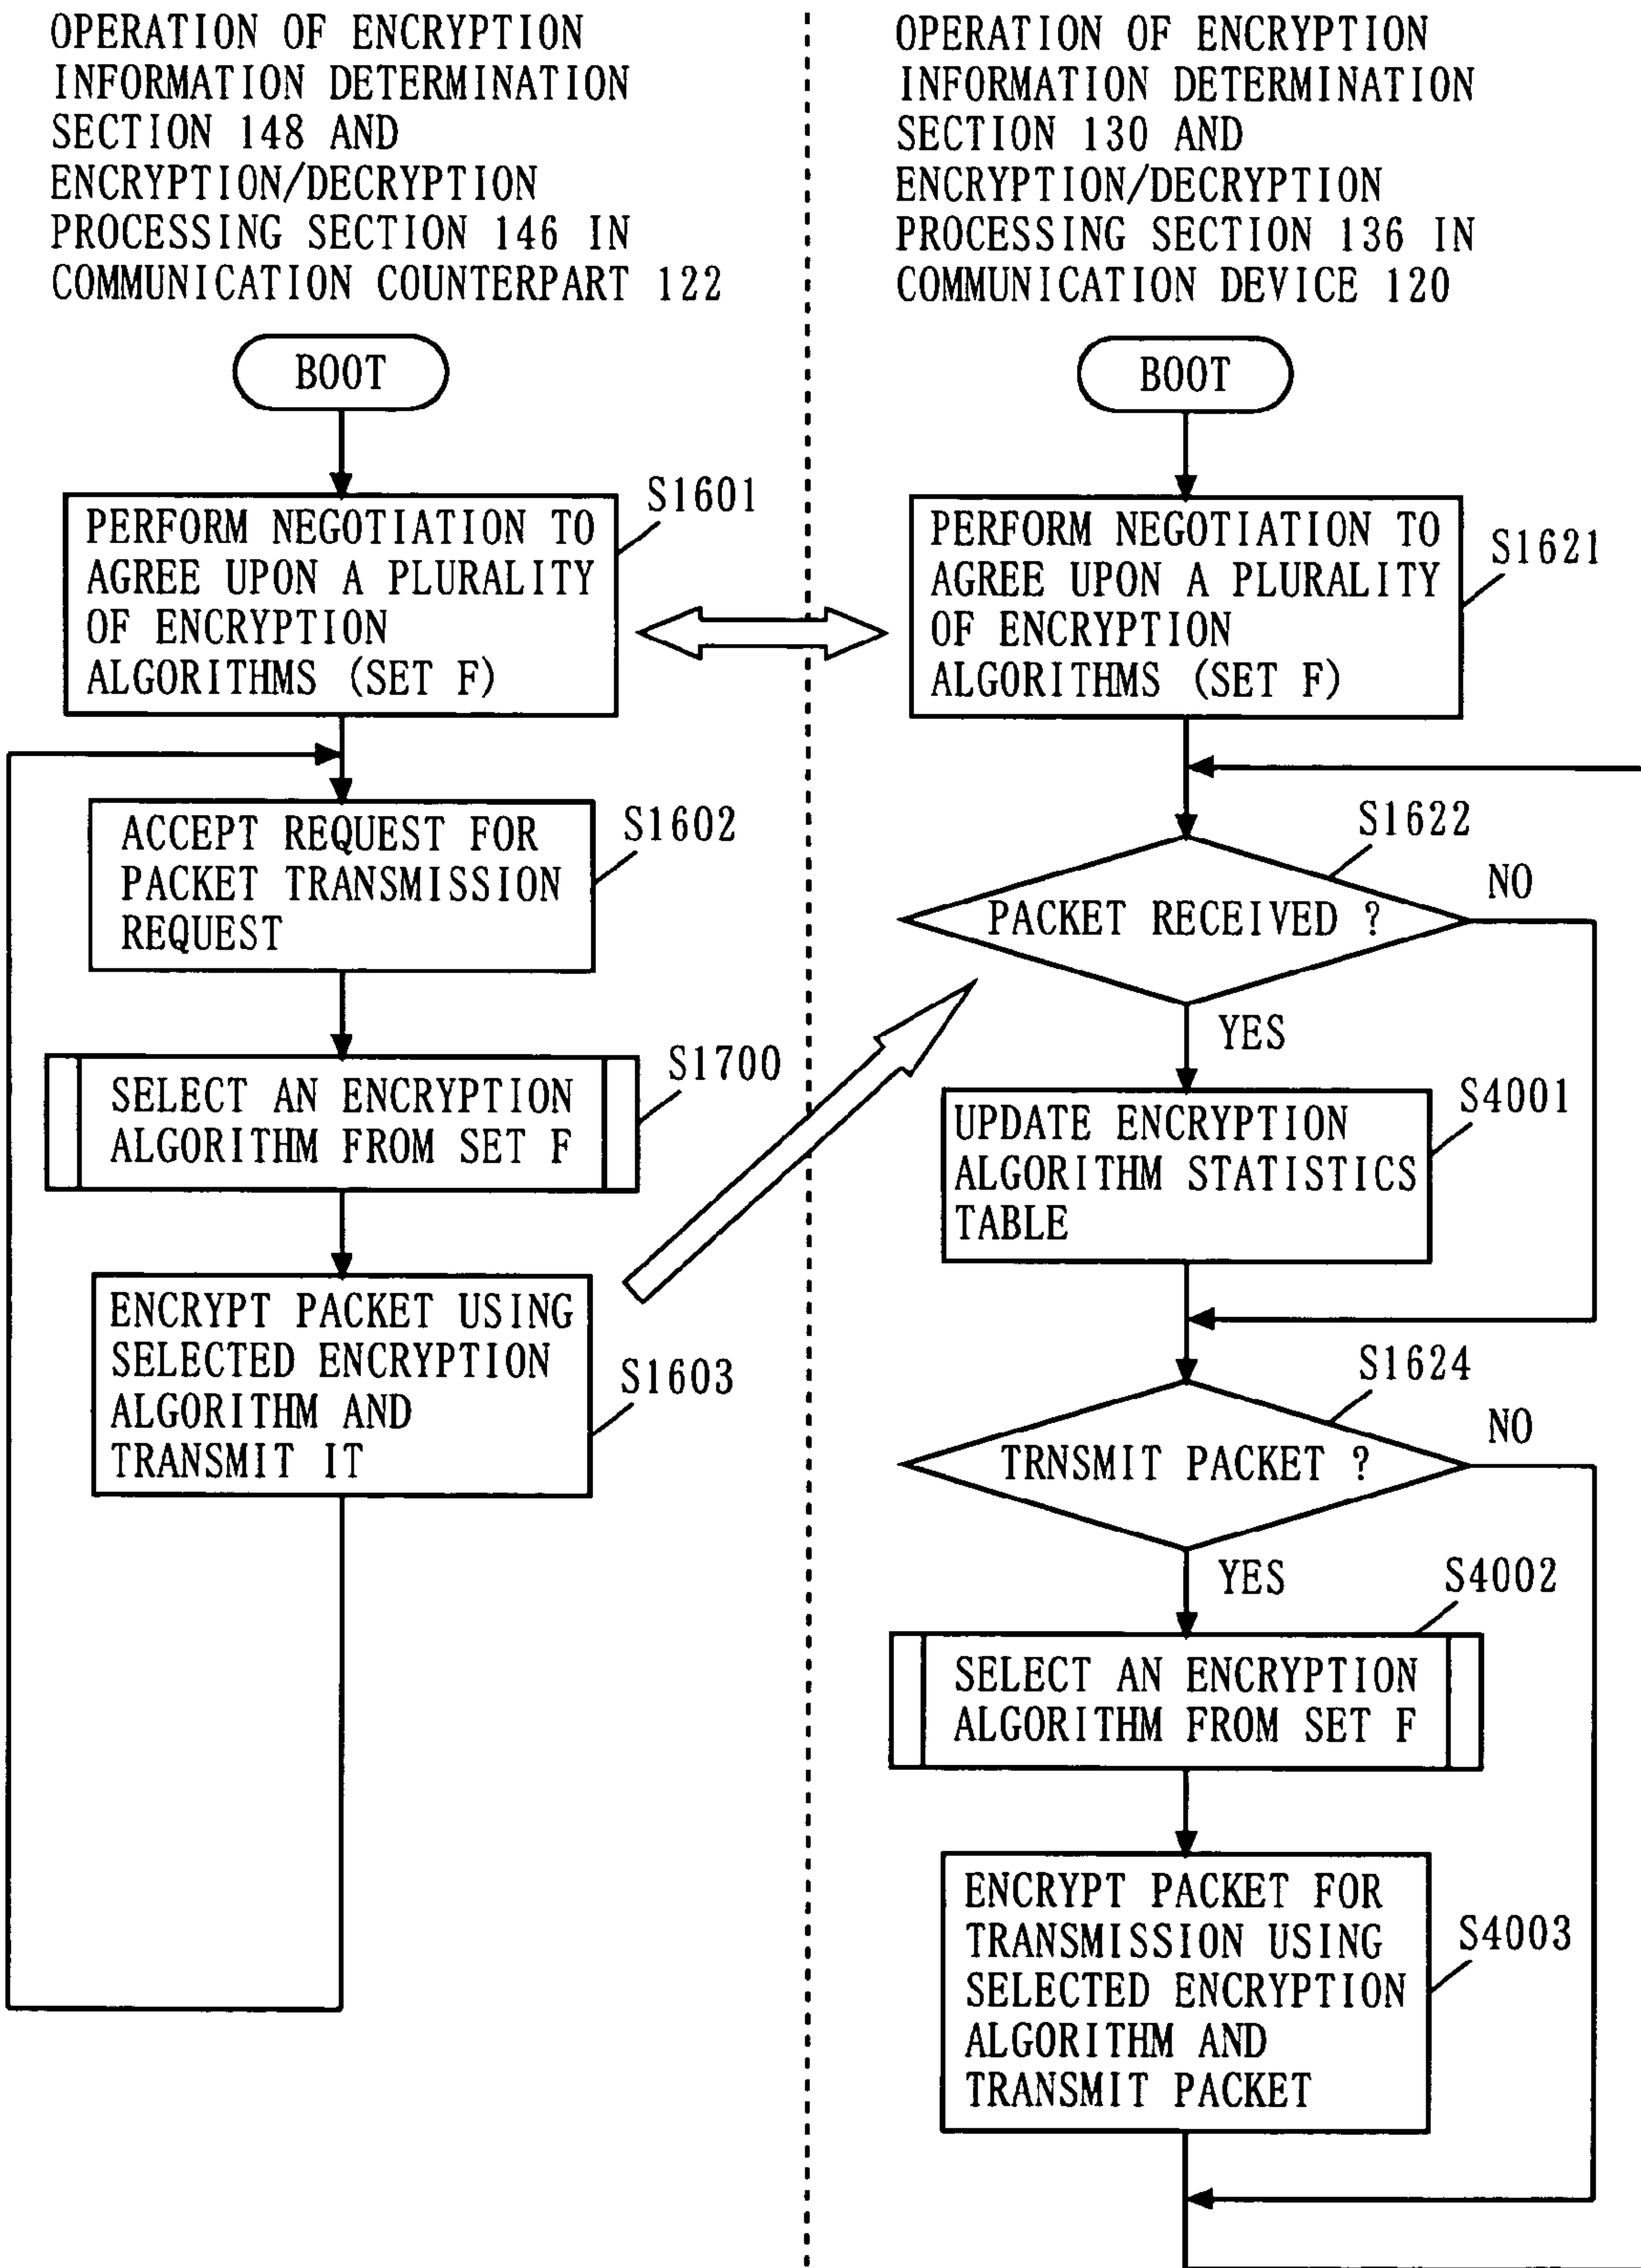 OPERATION OF ENCRYPTION
INFORMATION DETERMINATION
SECTION 148 AND
ENCRYPTION/DECRYPTION
PROCESSING SECTION 146 IN
COMMUNICATION COUNTERPART 122
BOOT
S1601
PERFORM NEGOTIATION TO
AGREE UPON A PLURALITY
OF ENCRYPTION
ALGORITHMS (SET F)
S1602
ACCEPT REQUEST FOR
PACKET TRANSMISSION
REQUEST
S1700
SELECT AN ENCRYPTION
ALGORITHM FROM SET F
S1603
ENCRYPT PACKET USING
SELECTED ENCRYPTION
ALGORITHM AND
TRANSMIT IT
OPERATION OF ENCRYPTION
INFORMATION DETERMINATION
SECTION 130 AND
ENCRYPTION/DECRYPTION
PROCESSING SECTION 136 IN
COMMUNICATION DEVICE 120
BOOT
S1621
PERFORM NEGOTIATION TO
AGREE UPON A PLURALITY
OF ENCRYPTION
ALGORITHMS (SET F)
S1622
NO
PACKET RECEIVED ?
YES
S4001
UPDATE ENCRYPTION
ALGORITHM STATISTICS
TABLE
S1624
NO
TRNSMIT PACKET ?
YES
S4002
SELECT AN ENCRYPTION
ALGORITHM FROM SET F
S4003
ENCRYPT PACKET FOR
TRANSMISSION USING
SELECTED ENCRYPTION
ALGORITHM AND
TRANSMIT PACKET